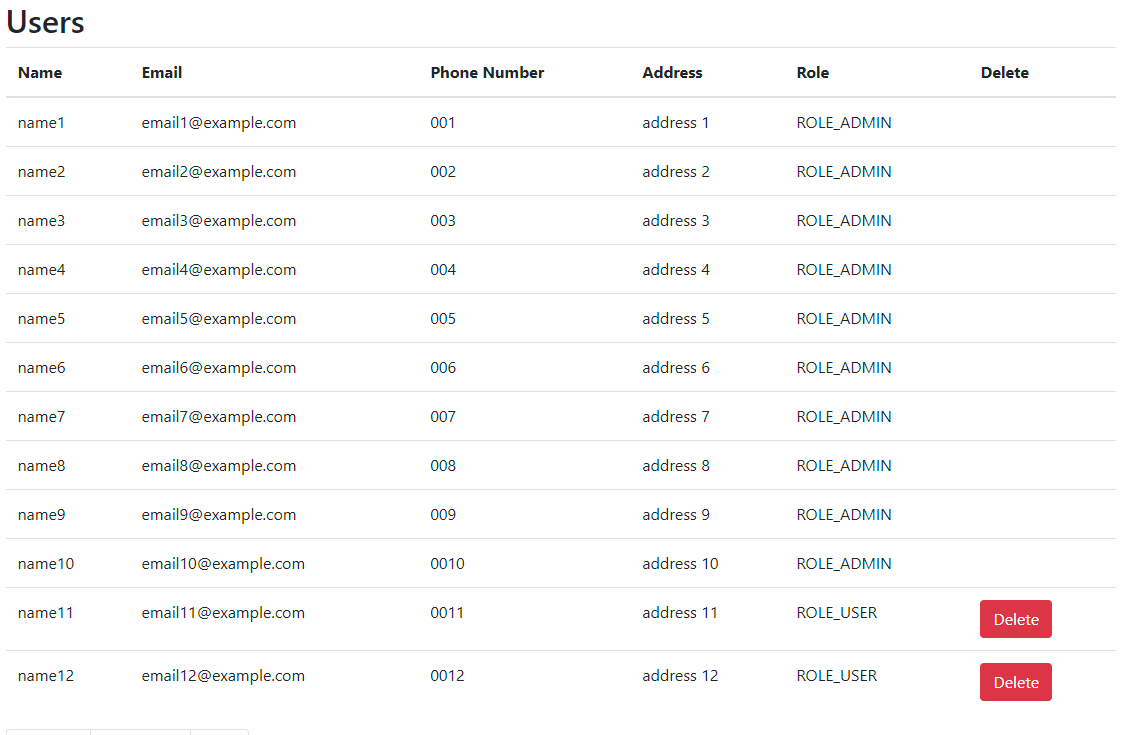 Users
Name Email Phone Number Address Role Delete
name1 email1@example.com 001 address 1 ROLE_ADMIN
name2 email2@example.com 002 address 2 ROLE_ADMIN
name3 email3@example.com 003 address 3 ROLE_ADMIN
name4 email4@example.com 004 address 4 ROLE_ADMIN
name5 email5@example.com 005 address 5 ROLE_ADMIN
name6 email6@example.com 006 address 6 ROLE_ADMIN
name7 email7@example.com 007 address 7 ROLE_ADMIN
name8 email8@example.com 008 address 8 ROLE_ADMIN
name9 email9@example.com 009 address 9 ROLE_ADMIN
name10 email10@example.com 0010 address 10 ROLE_ADMIN
name11 email11@example.com 0011 address 11 ROLE_USER Delete
name12 email12@example.com 0012 address 12 ROLE_USER Delete